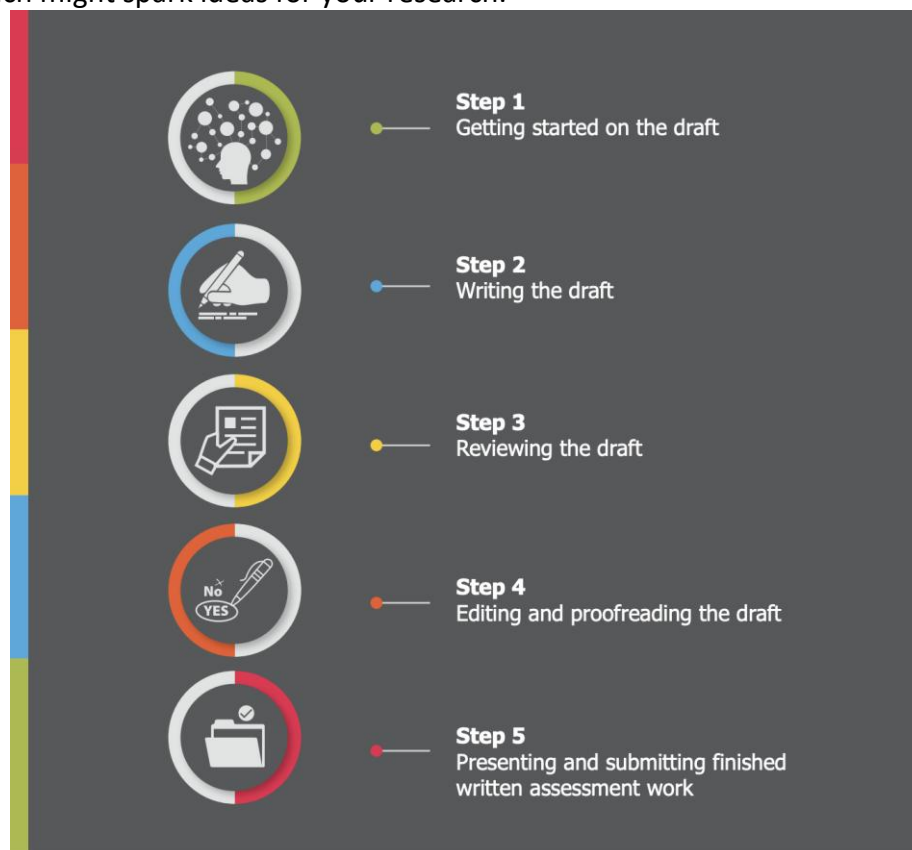 might spark ideas for your research.
Step 1
Getting started on the draft
Step 2
Writing the draft
Step 3
Reviewing the draft
No
YES
Step 4
Editing and proofreading the draft
Step 5
Presenting and submitting finished
written assessment work